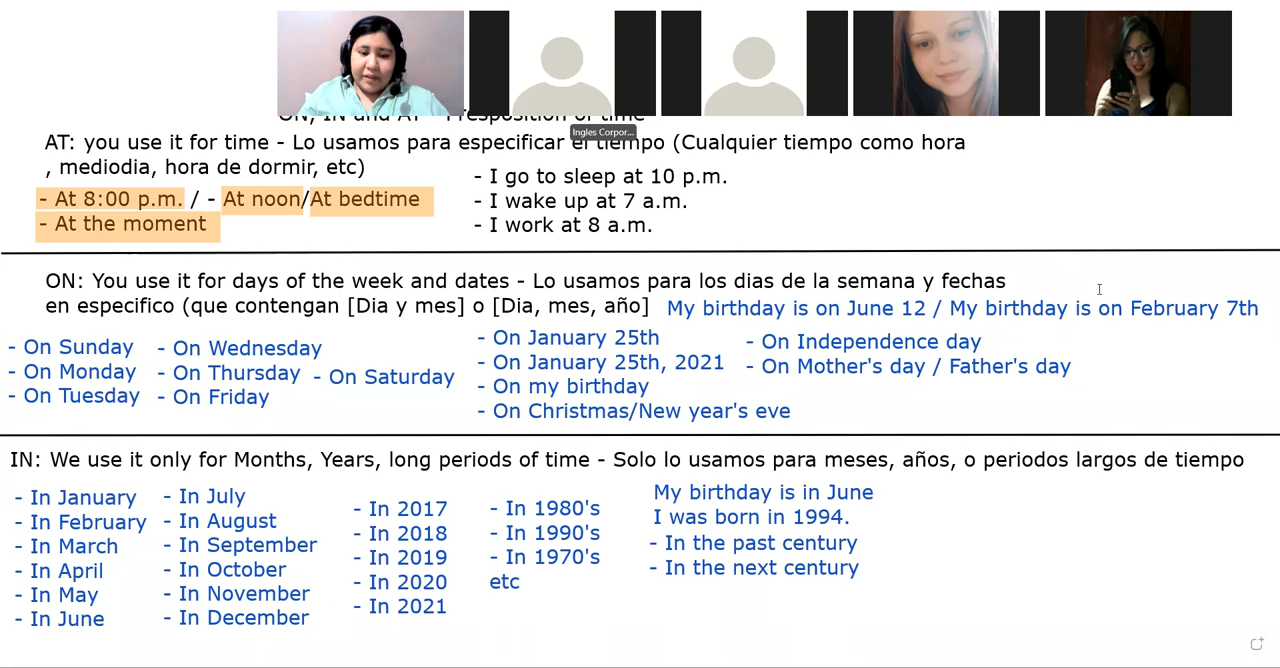 ON, IN and AT - Presposition of time
Ingles Corpor...
AT: you use it for time - Lo usamos para especificar el tiempo (Cualquier tiempo como hora
, mediodia, hora de dormir, etc)
- At 8:00 p.m. / - At noon/At bedtime
- At the moment
- I go to sleep at 10 p.m.
- I wake up at 7 a.m.
- I work at 8 a.m.
ON: You use it for days of the week and dates - Lo usamos para los dias de la semana y fechas
en especifico (que contengan [Dia y mes] o [Dia, mes, año]
My birthday is on June 12 / My birthday is on February 7th
- On Sunday
- On Monday
- On Tuesday
- On Wednesday
- On Thursday
- On Friday
- On Saturday
- On January 25th
- On January 25th, 2021
- On my birthday
- On Christmas/New year's eve
- On Independence day
- On Mother's day / Father's day
IN: We use it only for Months, Years, long periods of time - Solo lo usamos para meses, años, o periodos largos de tiempo
- In January
- In February
- In March
- In April
- In May
- In June
- In July
- In August
- In September
- In October
- In November
- In December
- In 2017
- In 2018
- In 2019
- In 2020
- In 2021
- In 1980's
- In 1990's
- In 1970's
etc
My birthday is in June
I was born in 1994.
- In the past century
- In the next century